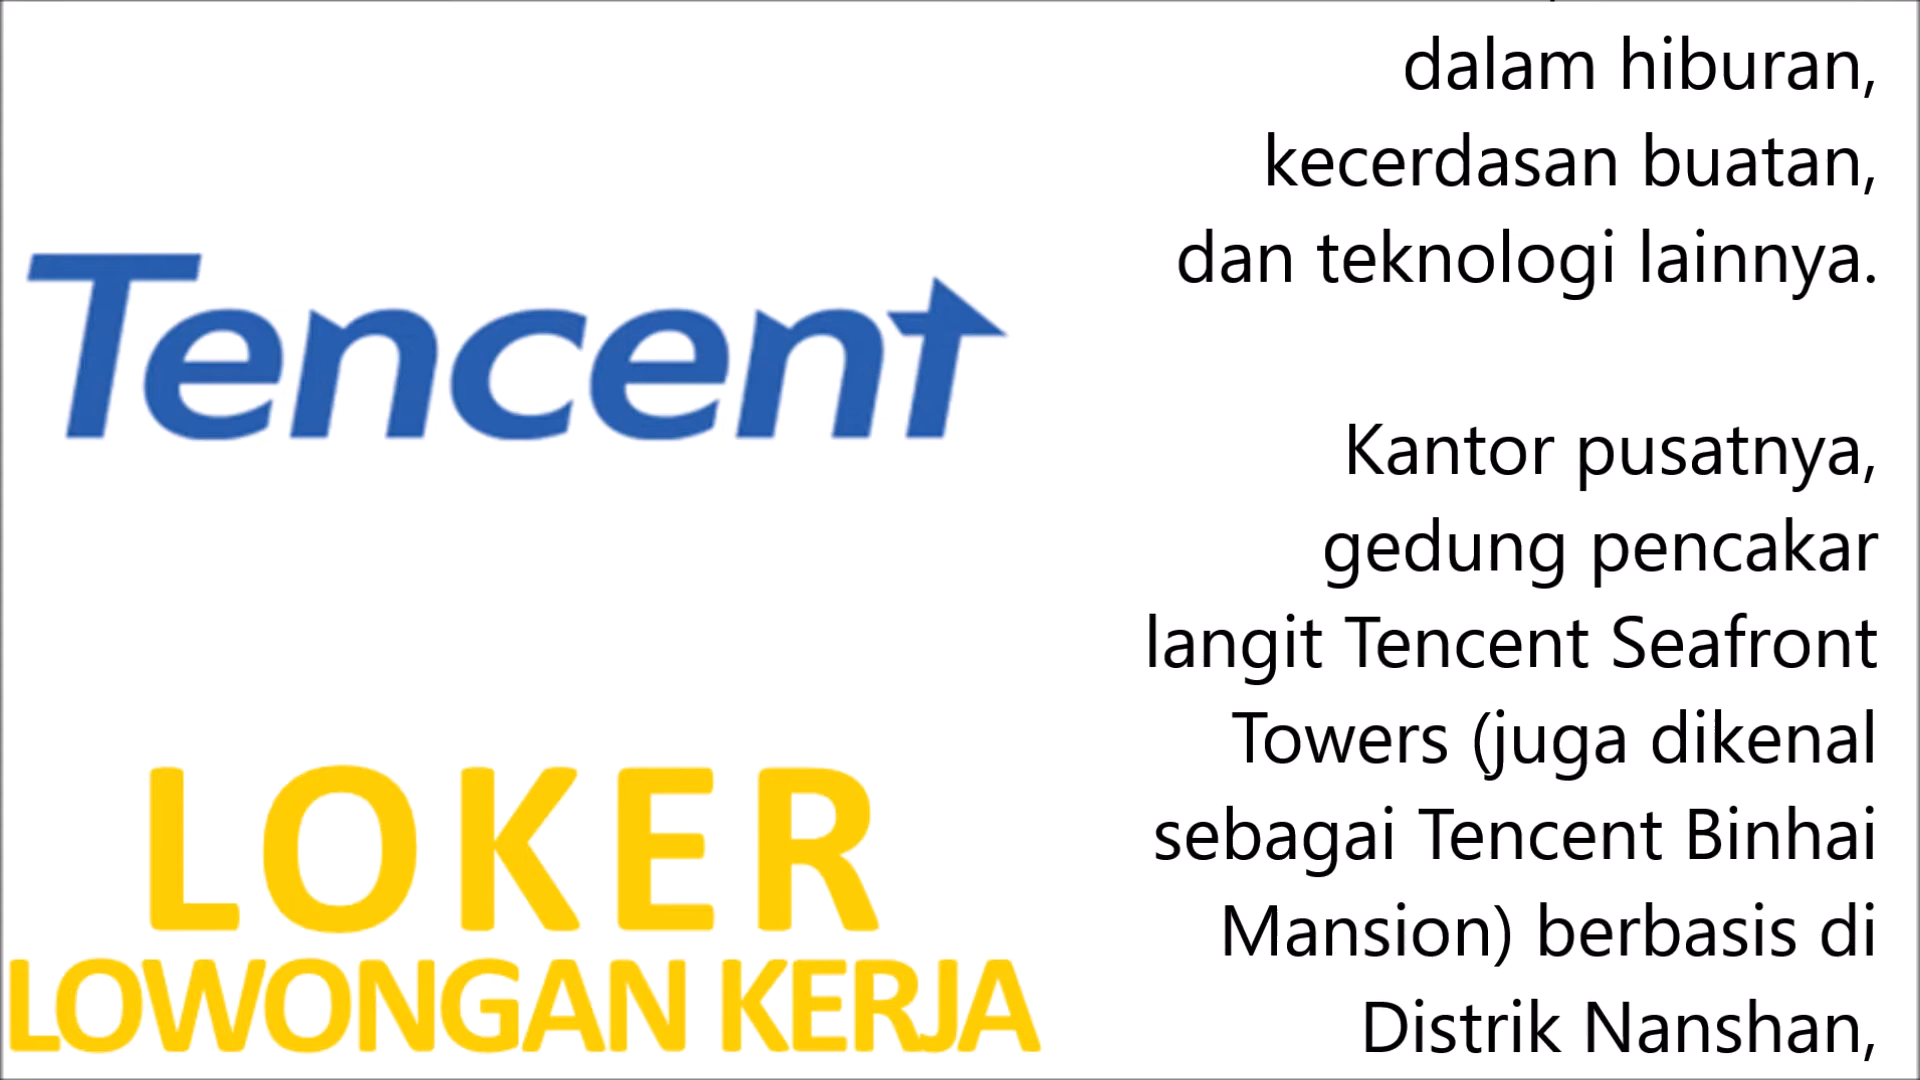 Tencent
LOKER
LOWONGAN KERJA
dalam hiburan,
kecerdasan buatan,
dan teknologi lainnya.
Kantor pusatnya,
gedung pencakar
langit Tencent Seafront
Towers (juga dikenal
sebagai Tencent Binhai
Mansion) berbasis di
Distrik Nanshan,